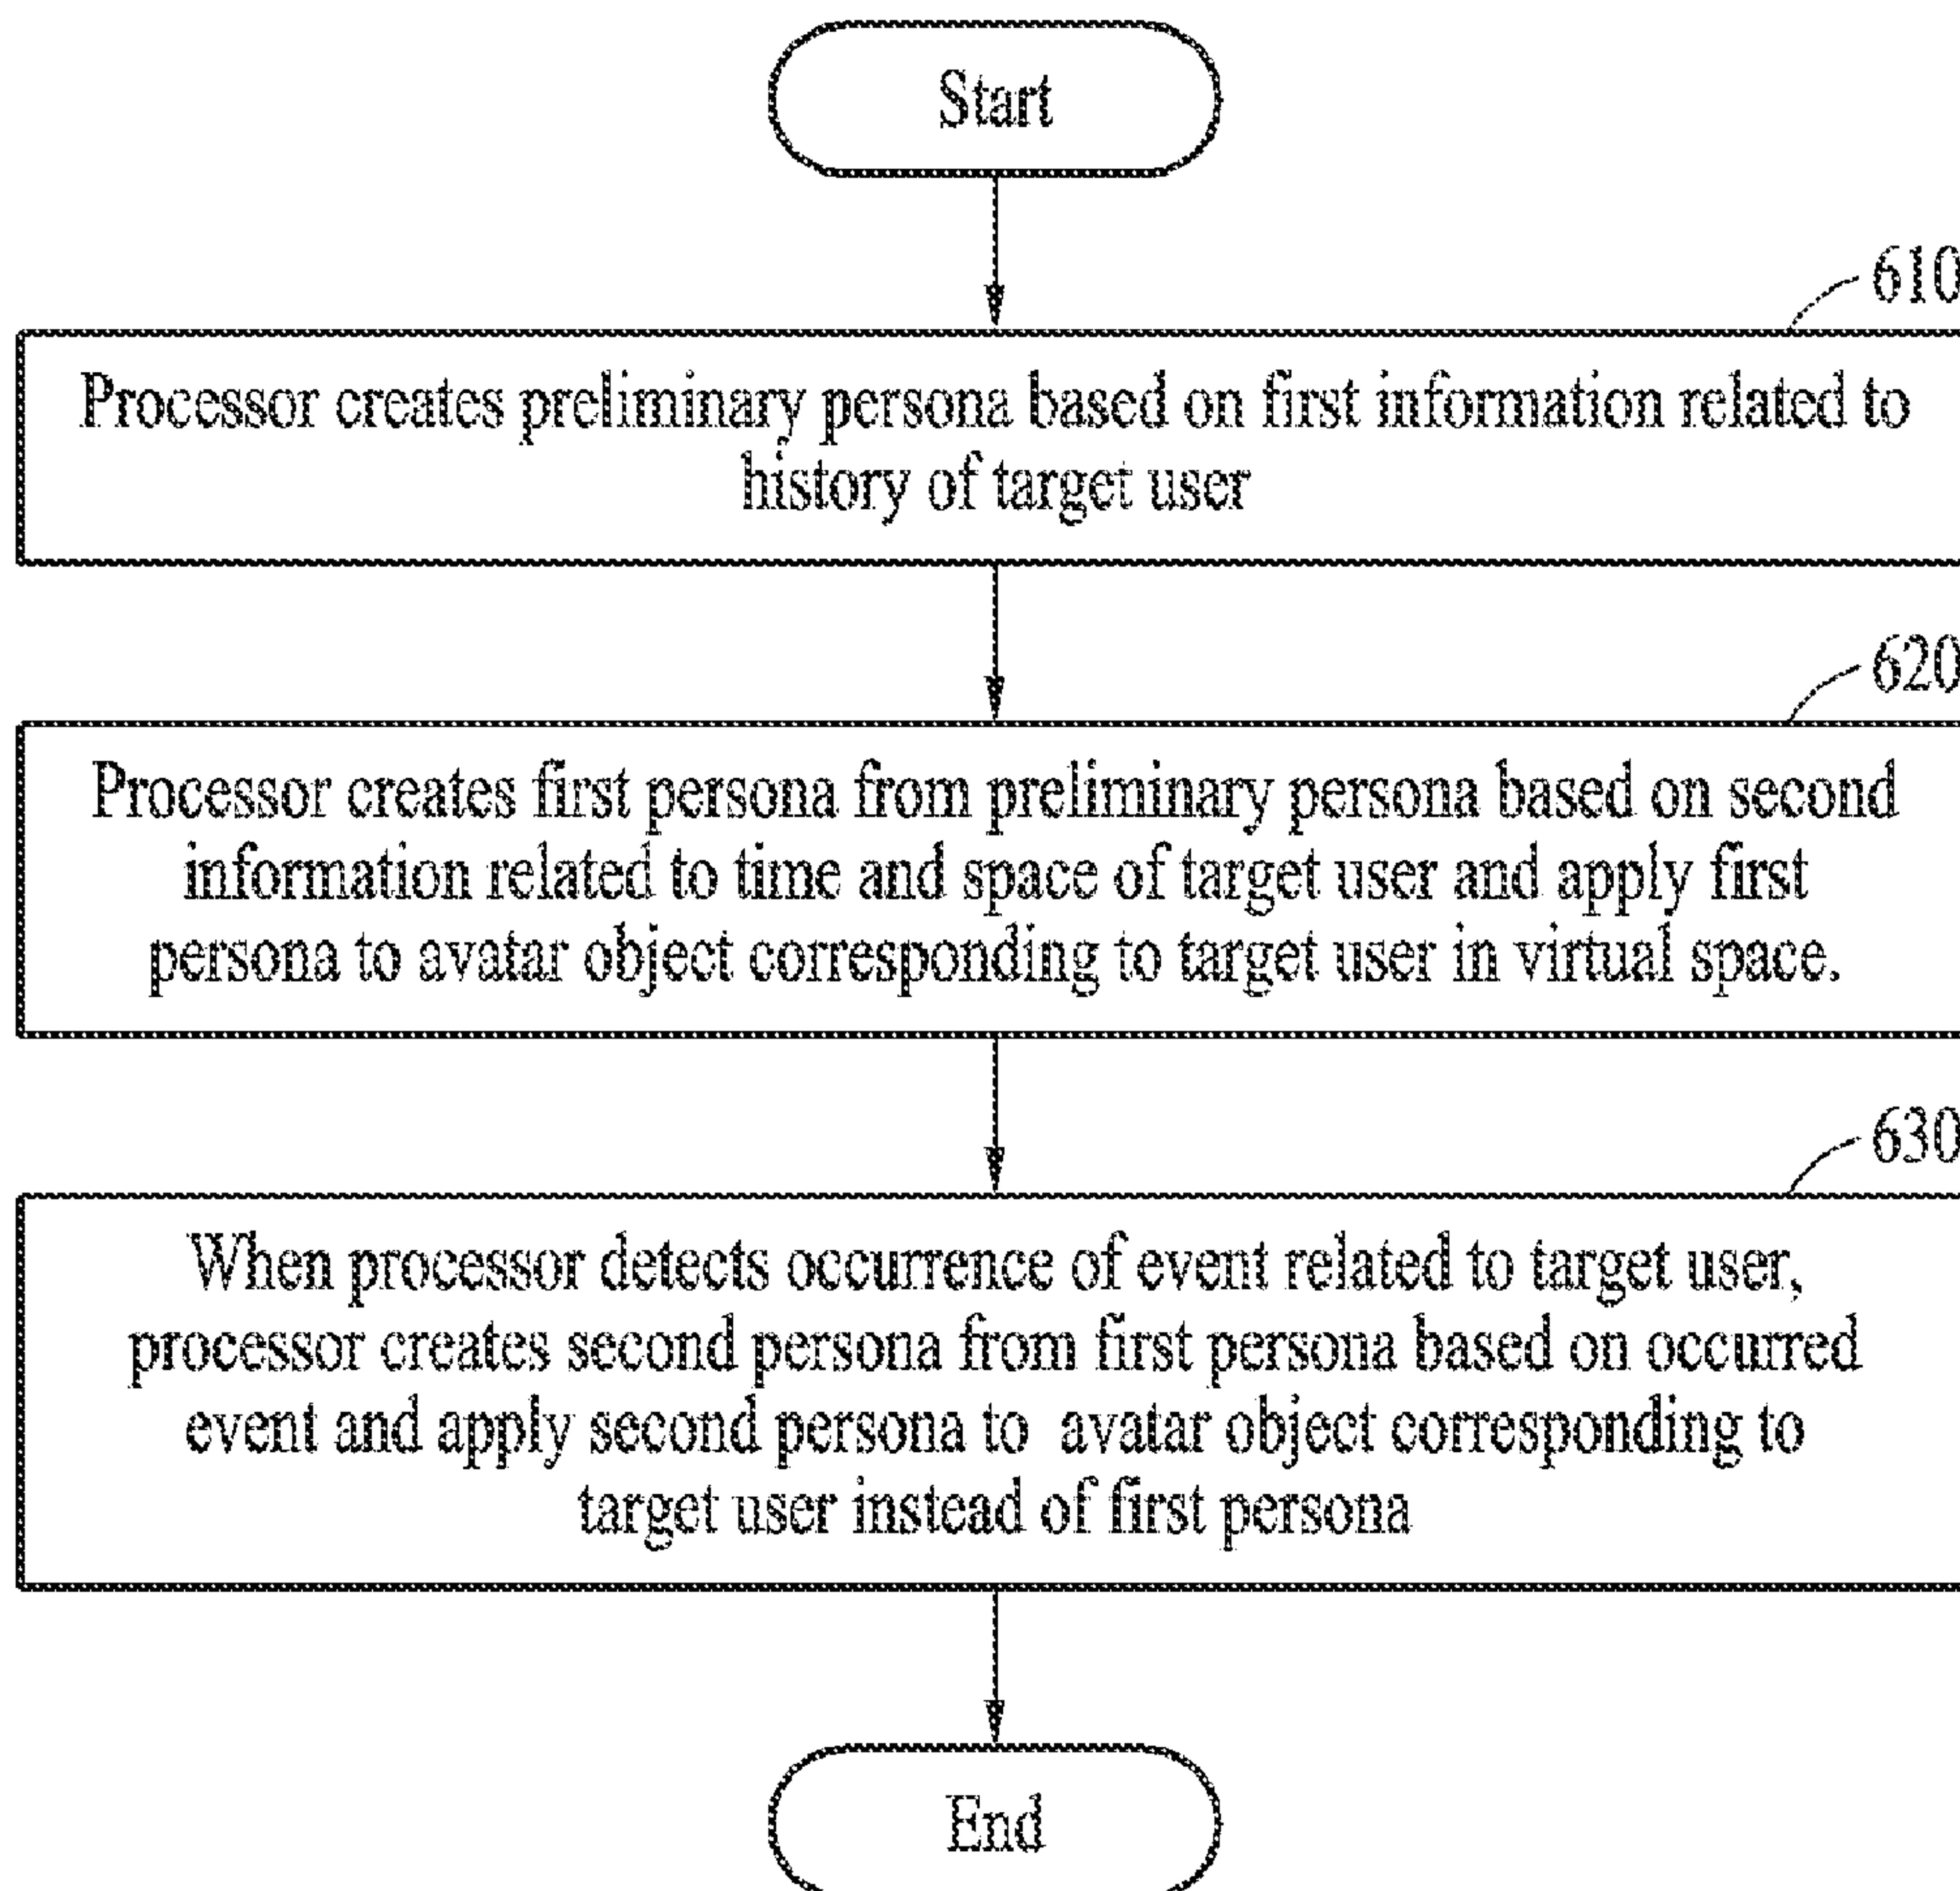 Start
610
Processor creates preliminary persona based on first information related to
history of target user
620
Processor creates first persona from preliminary persona based on second
information related to time and space of target user and apply first
persona to avatar object corresponding to target user in virtual space.
630
When processor detects occurrence of event related to target user,
processor creates second persona from first persona based on occurred
event and apply second persona to avatar object corresponding to
target user instead of first persona
End